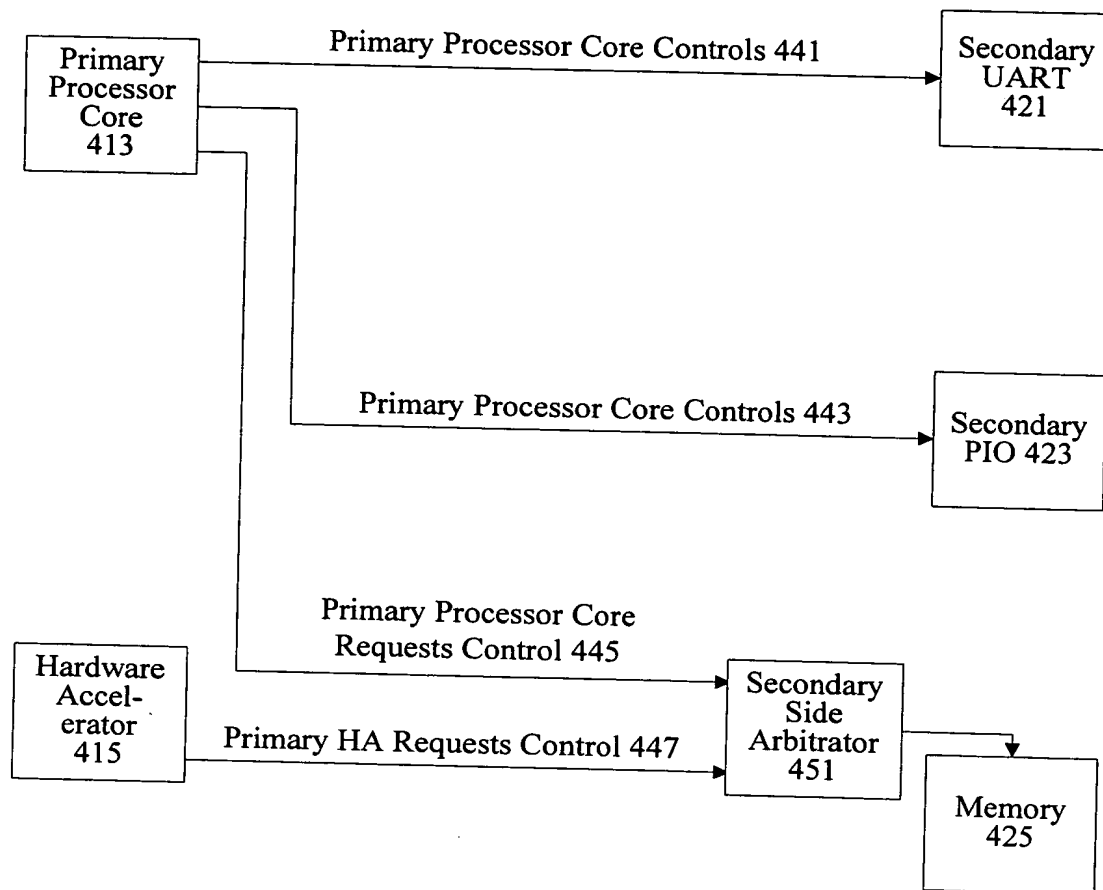 Primary
Processor
Core
413
Primary Processor Core Controls 441
Secondary
UART
421
Primary Processor Core Controls 443
Secondary
PIO 423
Primary Processor Core
Requests Control 445
Hardware
Accel-
erator
415
Primary HA Requests Control 447
Secondary
Side
Arbitrator
451
Memory
425